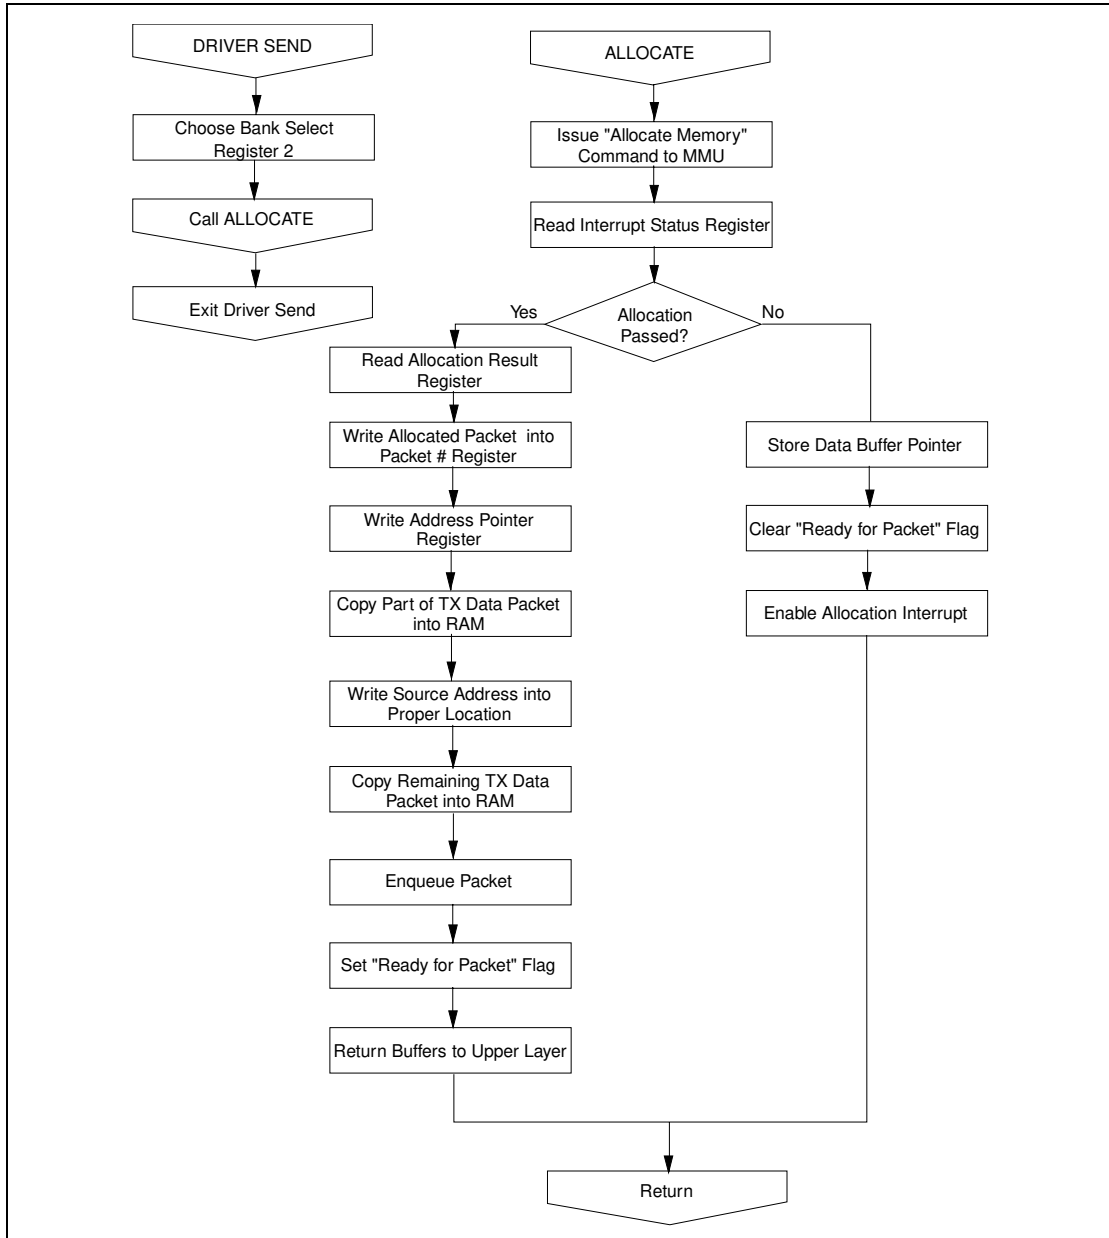 DRIVER SEND
Choose Bank Select
Register 2
Call ALLOCATE
Exit Driver Send
ALLOCATE
Issue "Allocate Memory"
Command to MMU
Read Interrupt Status Register
Allocation
Passed?
Yes
No
Read Allocation Result
Register
Write Allocated Packet into
Packet # Register
Write Address Pointer
Register
Copy Part of TX Data Packet
into RAM
Write Source Address into
Proper Location
Copy Remaining TX Data
Packet into RAM
Enqueue Packet
Set "Ready for Packet" Flag
Return Buffers to Upper Layer
Store Data Buffer Pointer
Clear "Ready for Packet" Flag
Enable Allocation Interrupt
Return